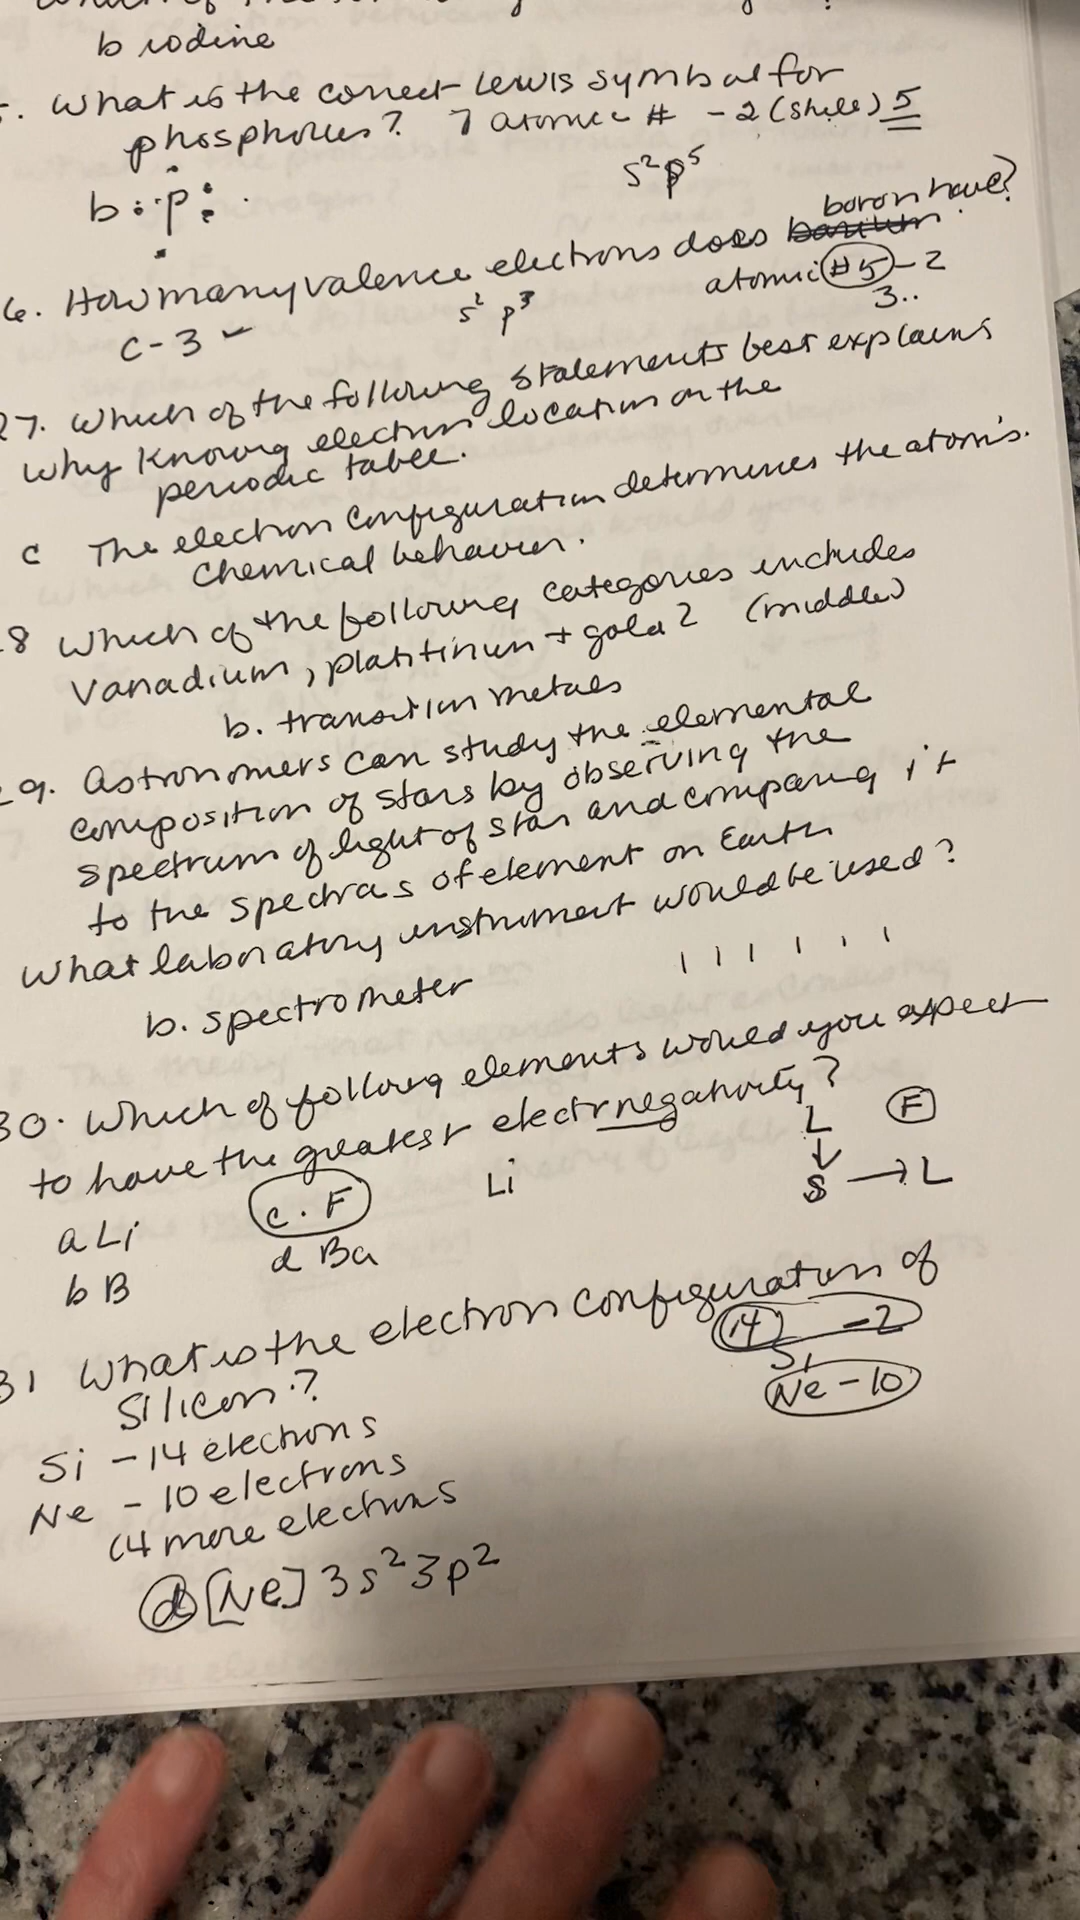 b iodine
5. What is the correct Lewis symbol for
phosphorus? 7 atomic # - 2 (shell) 5
s² p⁵
b :P:
boron have?
6. How many valence electrons does barium
atomic #5 - 2
c - 3 s² p³ 3..
27. Which of the following statements best explains
why knowing electron location on the
periodic table.
c The electron configuration determines the atom's.
chemical behavior.
28 Which of the following categories includes
Vanadium, platitinum + gold? (middle)
b. transition metals
29. Astronomers can study the elemental
composition of stars by observing the
spectrum of light of star and comparing it
to the spectras of element on Earth.
What laboratory instrument would be used?
b. spectrometer
30. Which of following elements would you expect
to have the greatest electrnegativity?
L F
a Li c. F Li S → L
b B d Ba
31 What is the electron configuration of
Silicon? 14 - 2
Si
Si - 14 electrons Ne - 10
Ne - 10 electrons
(4 more electrons
d [Ne] 3s² 3p²